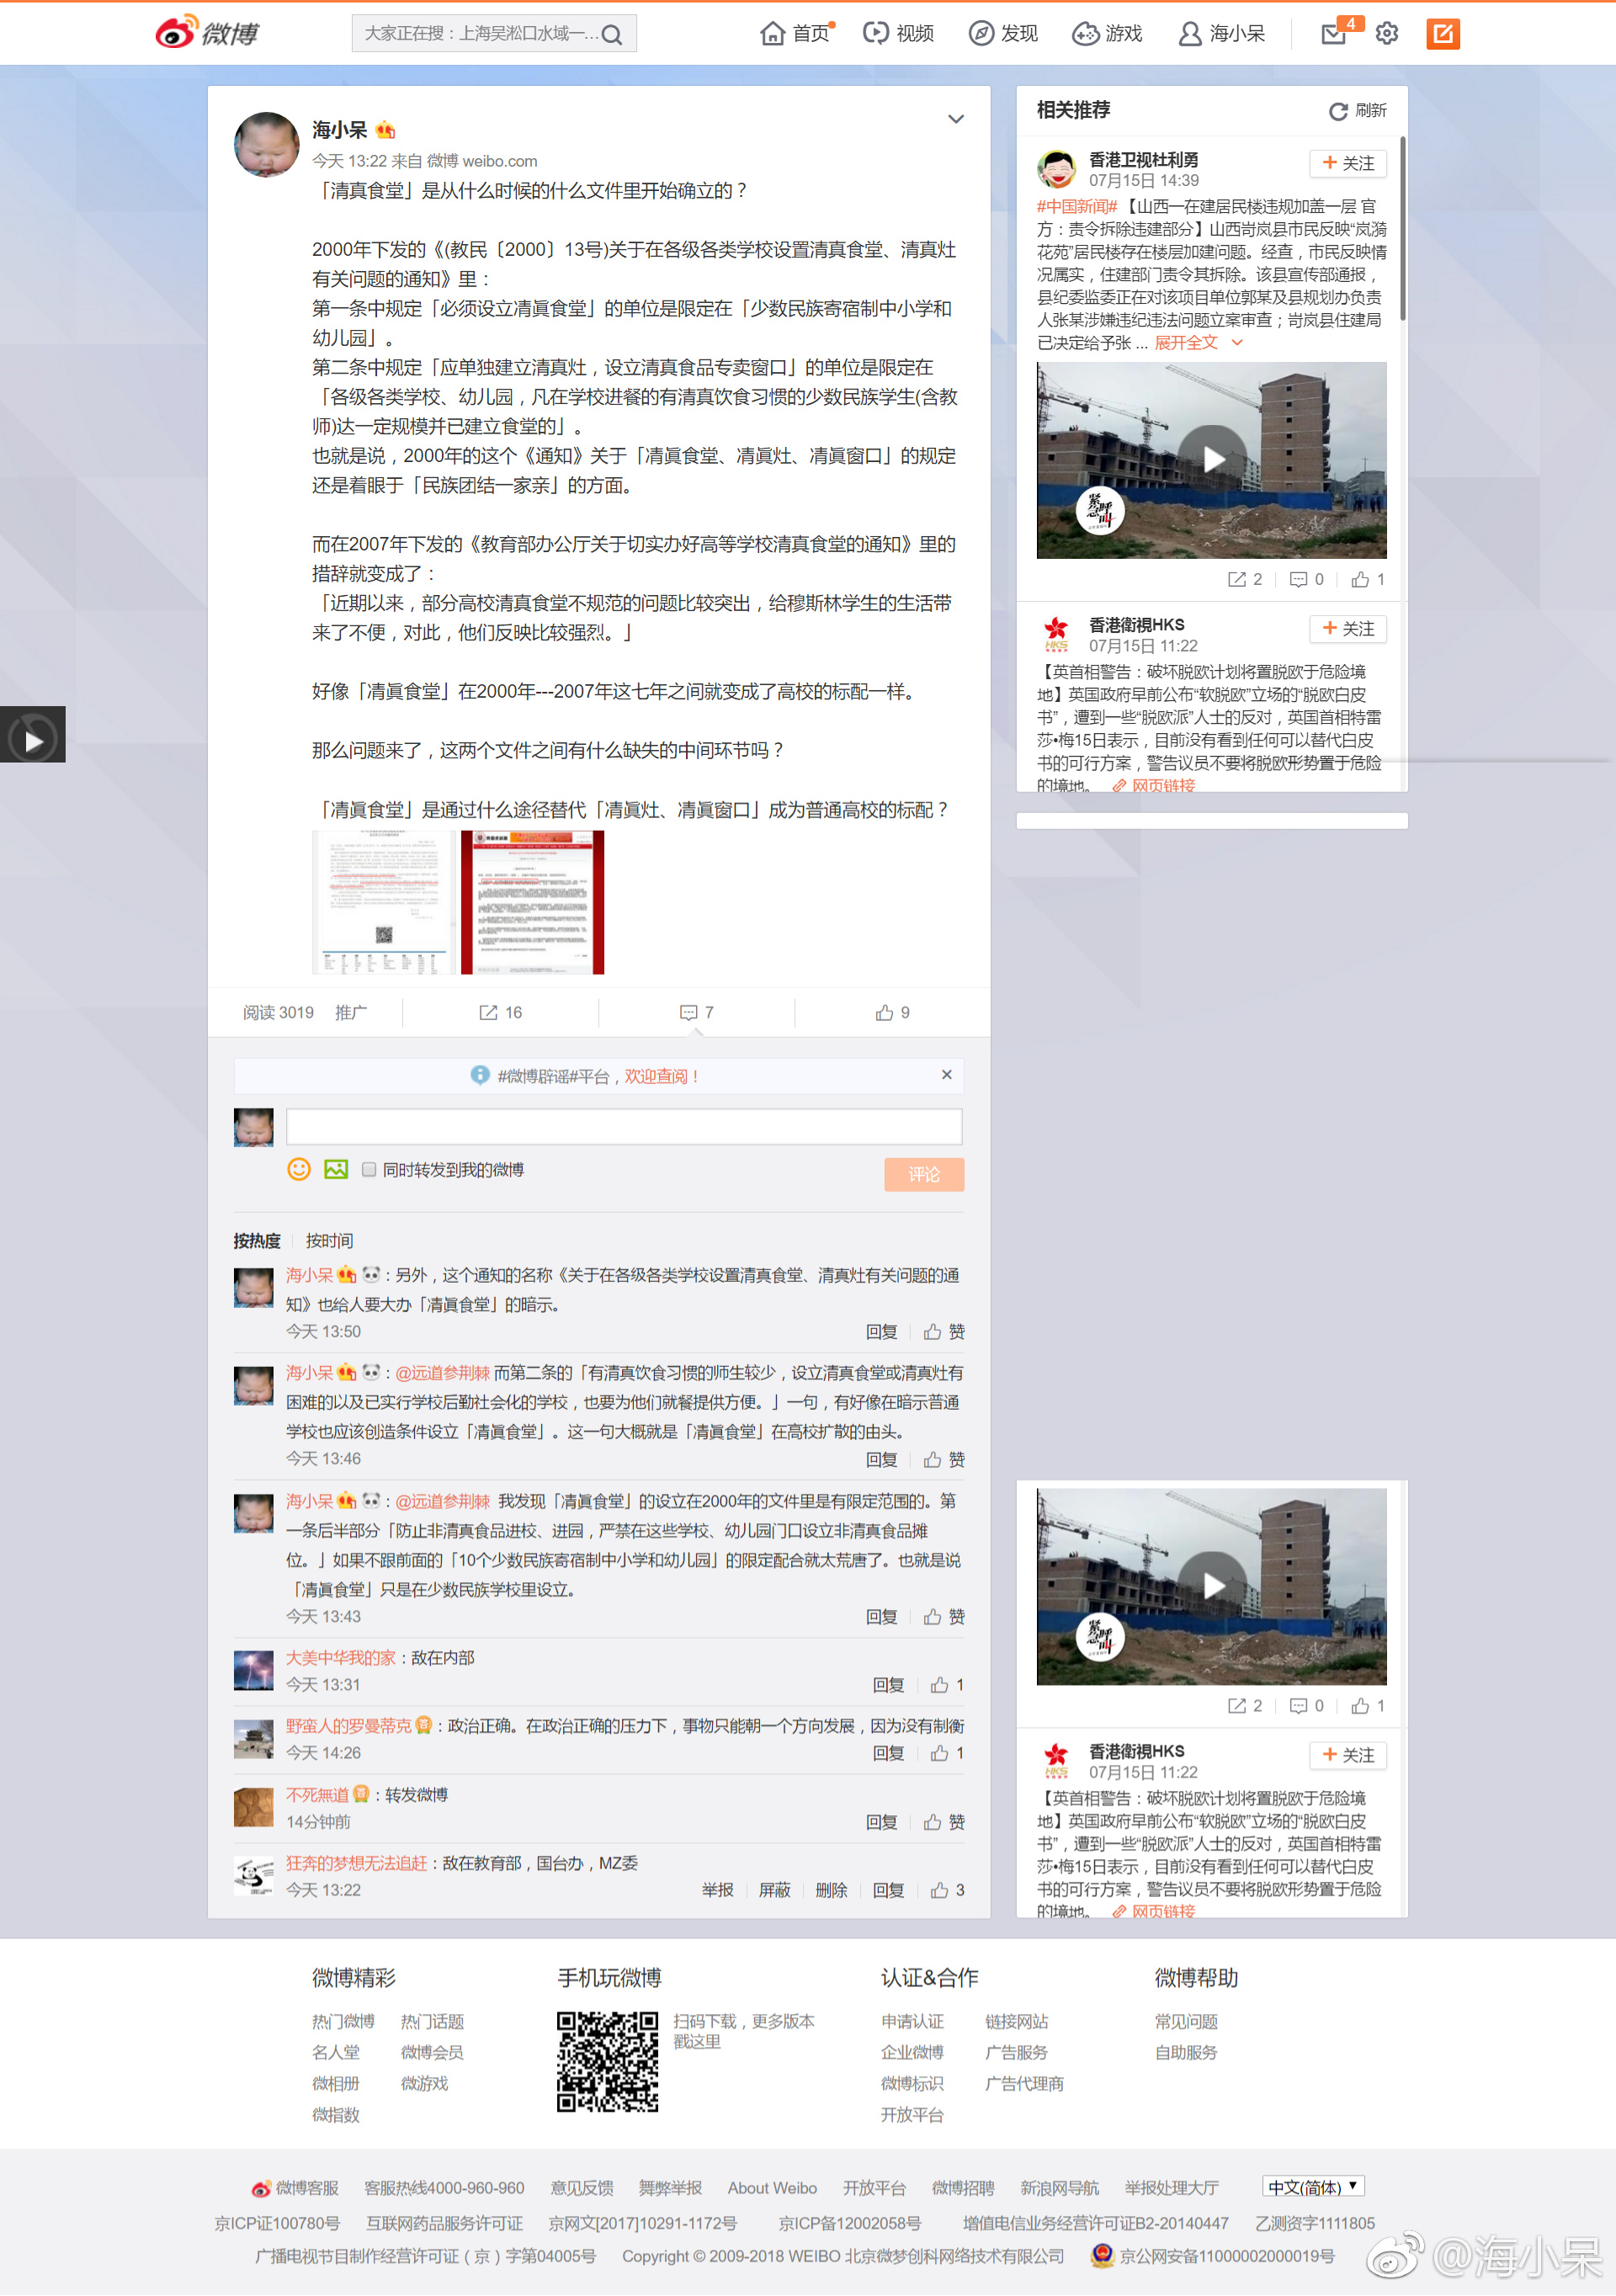 微博
大家正在搜：上海吴淞口水域一...
首页
视频
发现
游戏
海小呆
4
海小呆
今天 13:22 来自 微博 weibo.com
「清真食堂」是从什么时候的什么文件里开始确立的？
2000年下发的《(教民〔2000〕13号)关于在各级各类学校设置清真食堂、清真灶
有关问题的通知》里：
第一条中规定「必须设立凊眞食堂」的单位是限定在「少数民族寄宿制中小学和
幼儿园」。
第二条中规定「应单独建立清真灶，设立清真食品专卖窗口」的单位是限定在
「各级各类学校、幼儿园，凡在学校进餐的有清真饮食习惯的少数民族学生(含教
师)达一定规模并已建立食堂的」。
也就是说，2000年的这个《通知》关于「凊眞食堂、凊眞灶、凊眞窗口」的规定
还是着眼于「民族团结一家亲」的方面。
而在2007年下发的《教育部办公厅关于切实办好高等学校清真食堂的通知》里的
措辞就变成了：
「近期以来，部分高校清真食堂不规范的问题比较突出，给穆斯林学生的生活带
来了不便，对此，他们反映比较强烈。」
好像「凊眞食堂」在2000年---2007年这七年之间就变成了高校的标配一样。
那么问题来了，这两个文件之间有什么缺失的中间环节吗？
「凊眞食堂」是通过什么途径替代「凊眞灶、凊眞窗口」成为普通高校的标配？
阅读 3019 推广
16
7
9
#微博辟谣#平台，欢迎查阅！
同时转发到我的微博
评论
按热度 按时间
海小呆：另外，这个通知的名称《关于在各级各类学校设置清真食堂、清真灶有关问题的通
知》也给人要大办「凊眞食堂」的暗示。
今天 13:50
回复 赞
海小呆：@远道参荆棘 而第二条的「有清真饮食习惯的师生较少，设立清真食堂或清真灶有
困难的以及已实行学校后勤社会化的学校，也要为他们就餐提供方便。」一句，有好像在暗示普通
学校也应该创造条件设立「凊眞食堂」。这一句大概就是「凊眞食堂」在高校扩散的由头。
今天 13:46
回复 赞
海小呆：@远道参荆棘 我发现「凊眞食堂」的设立在2000年的文件里是有限定范围的。第
一条后半部分「防止非清真食品进校、进园，严禁在这些学校、幼儿园门口设立非清真食品摊
位。」如果不跟前面的「10个少数民族寄宿制中小学和幼儿园」的限定配合就太荒唐了。也就是说
「凊眞食堂」只是在少数民族学校里设立。
今天 13:43
回复 赞
大美中华我的家：敌在内部
今天 13:31
回复 1
野蛮人的罗曼蒂克：政治正确。在政治正确的压力下，事物只能朝一个方向发展，因为没有制衡
今天 14:26
回复 1
不死無道：转发微博
14分钟前
回复 赞
狂奔的梦想无法追赶：敌在教育部，国台办，MZ委
今天 13:22
举报 屏蔽 删除 回复 3
相关推荐
刷新
香港卫视杜利勇
07月15日 14:39
+ 关注
#中国新闻#【山西一在建居民楼违规加盖一层 官
方：责令拆除违建部分】山西岢岚县市民反映“岚漪
花苑”居民楼存在楼层加建问题。经查，市民反映情
况属实，住建部门责令其拆除。该县宣传部通报，
县纪委监委正在对该项目单位郭某及县规划办负责
人张某涉嫌违纪违法问题立案审查；岢岚县住建局
已决定给予张 ... 展开全文
紧急呼叫
2 0 1
香港衛視HKS
07月15日 11:22
+ 关注
HKS
【英首相警告：破坏脱欧计划将置脱欧于危险境
地】英国政府早前公布“软脱欧”立场的“脱欧白皮
书”，遭到一些“脱欧派”人士的反对，英国首相特雷
莎•梅15日表示，目前没有看到任何可以替代白皮
书的可行方案，警告议员不要将脱欧形势置于危险
的境地。 网页链接
紧急呼叫
2 0 1
香港衛視HKS
07月15日 11:22
+ 关注
HKS
【英首相警告：破坏脱欧计划将置脱欧于危险境
地】英国政府早前公布“软脱欧”立场的“脱欧白皮
书”，遭到一些“脱欧派”人士的反对，英国首相特雷
莎•梅15日表示，目前没有看到任何可以替代白皮
书的可行方案，警告议员不要将脱欧形势置于危险
的境地。 网页链接
微博精彩
热门微博 热门话题
名人堂 微博会员
微相册 微游戏
微指数
手机玩微博
扫码下载，更多版本
戳这里
认证&合作
申请认证 链接网站
企业微博 广告服务
微博标识 广告代理商
开放平台
微博帮助
常见问题
自助服务
微博客服 客服热线4000-960-960 意见反馈 舞弊举报 About Weibo 开放平台 微博招聘 新浪网导航 举报处理大厅 中文(简体)
京ICP证100780号 互联网药品服务许可证 京网文[2017]10291-1172号 京ICP备12002058号 增值电信业务经营许可证B2-20140447 乙测资字1111805
广播电视节目制作经营许可证（京）字第04005号 Copyright © 2009-2018 WEIBO 北京微梦创科网络技术有限公司 京公网安备11000002000019号
@海小呆